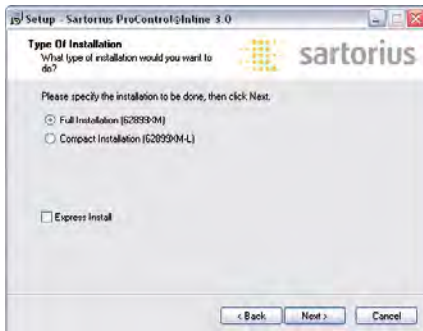 Setup - Sartorius ProControl@Inline 3.0
Type Of Installation
What type of installation would you want to
do?
sartorius
Please specify the installation to be done, then click Next.
Full Installation (62899XM)
Compact Installation (62899XM-L)
Express Install
< Back
Next >
Cancel